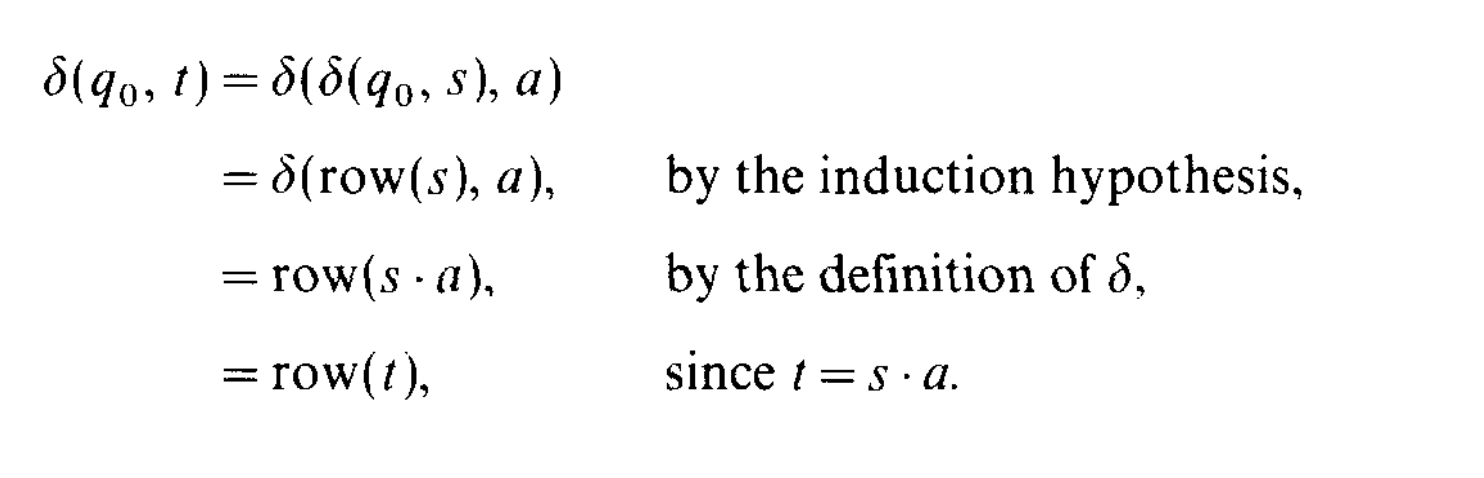 δ(q₀, t) = δ(δ(q₀, s), a)
= δ(row(s), a), by the induction hypothesis,
= row(s · a), by the definition of δ,
= row(t), since t = s · a.